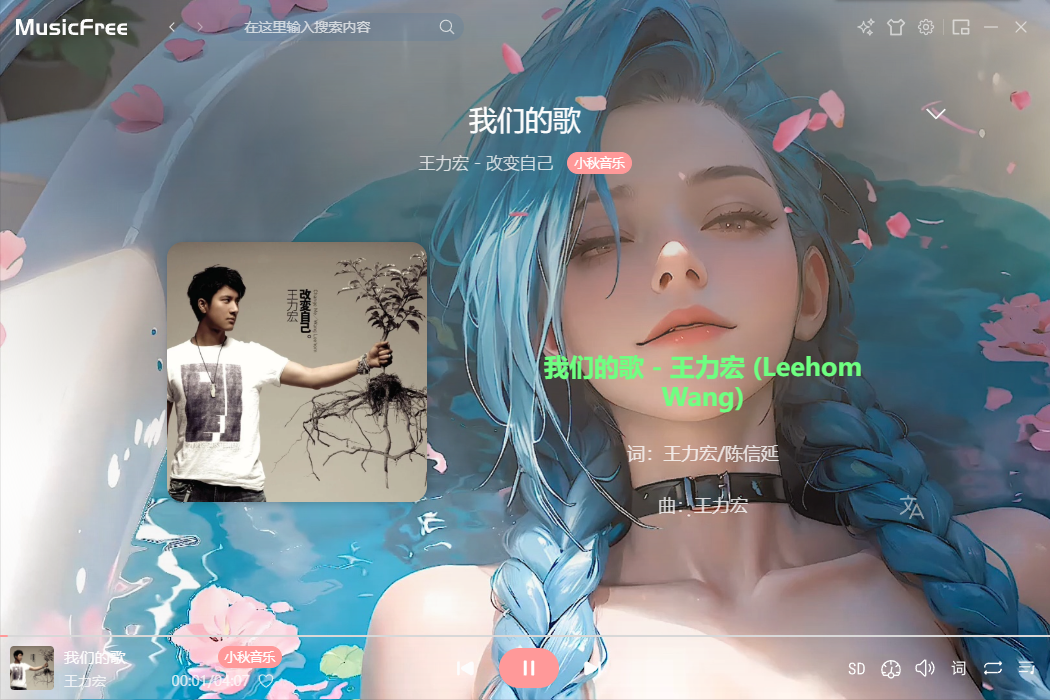 MusicFree
在这里输入搜索内容
我们的歌
王力宏 - 改变自己 小秋音乐
改变自己。
王力宏
我们的歌 - 王力宏 (Leehom
Wang)
词：王力宏/陈信延
曲：王力宏
我们的歌 小秋音乐
王力宏 00:01/04:07
SD 词